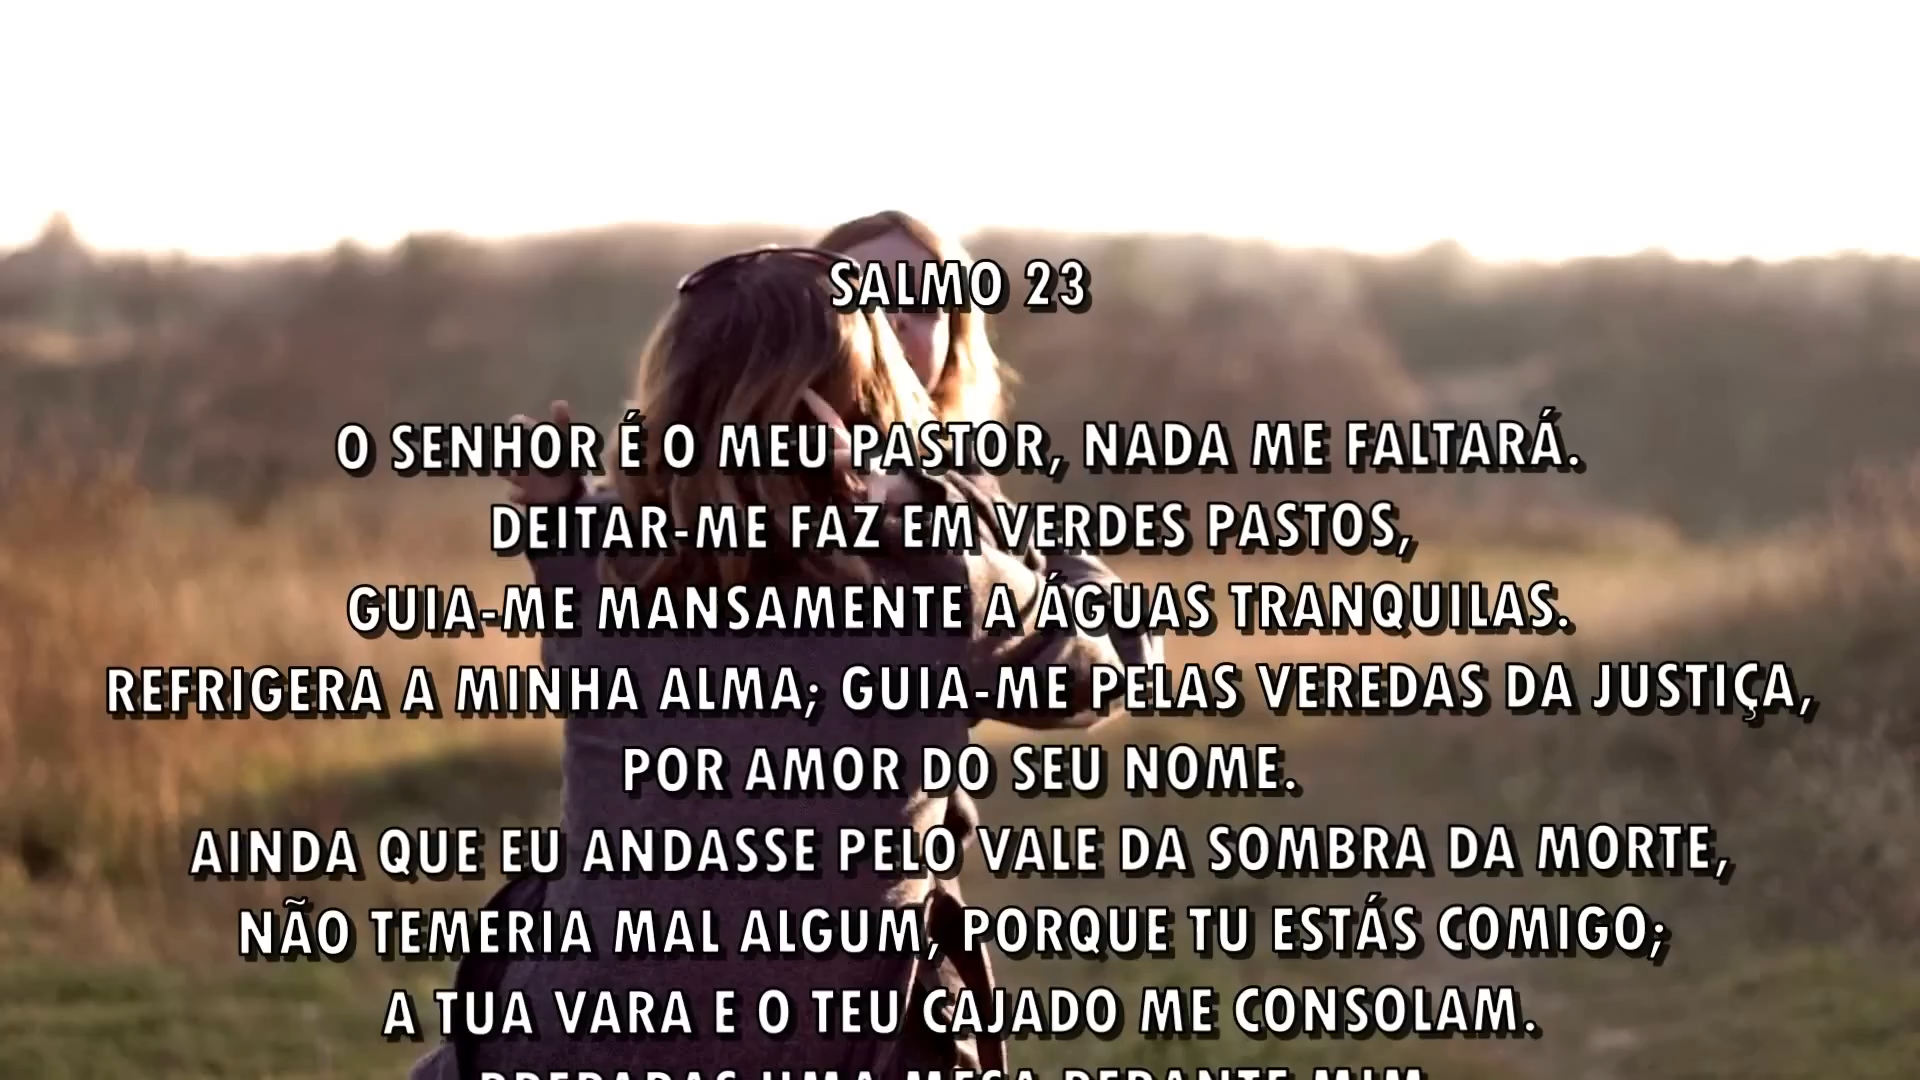 SALMO 23
O SENHOR É O MEU PASTOR, NADA ME FALTARÁ.
DEITAR-ME FAZ EM VERDES PASTOS,
GUIA-ME MANSAMENTE A ÁGUAS TRANQUILAS.
REFRIGERA A MINHA ALMA; GUIA-ME PELAS VEREDAS DA JUSTIÇA,
POR AMOR DO SEU NOME.
AINDA QUE EU ANDASSE PELO VALE DA SOMBRA DA MORTE,
NÃO TEMERIA MAL ALGUM, PORQUE TU ESTÁS COMIGO;
A TUA VARA E O TEU CAJADO ME CONSOLAM.